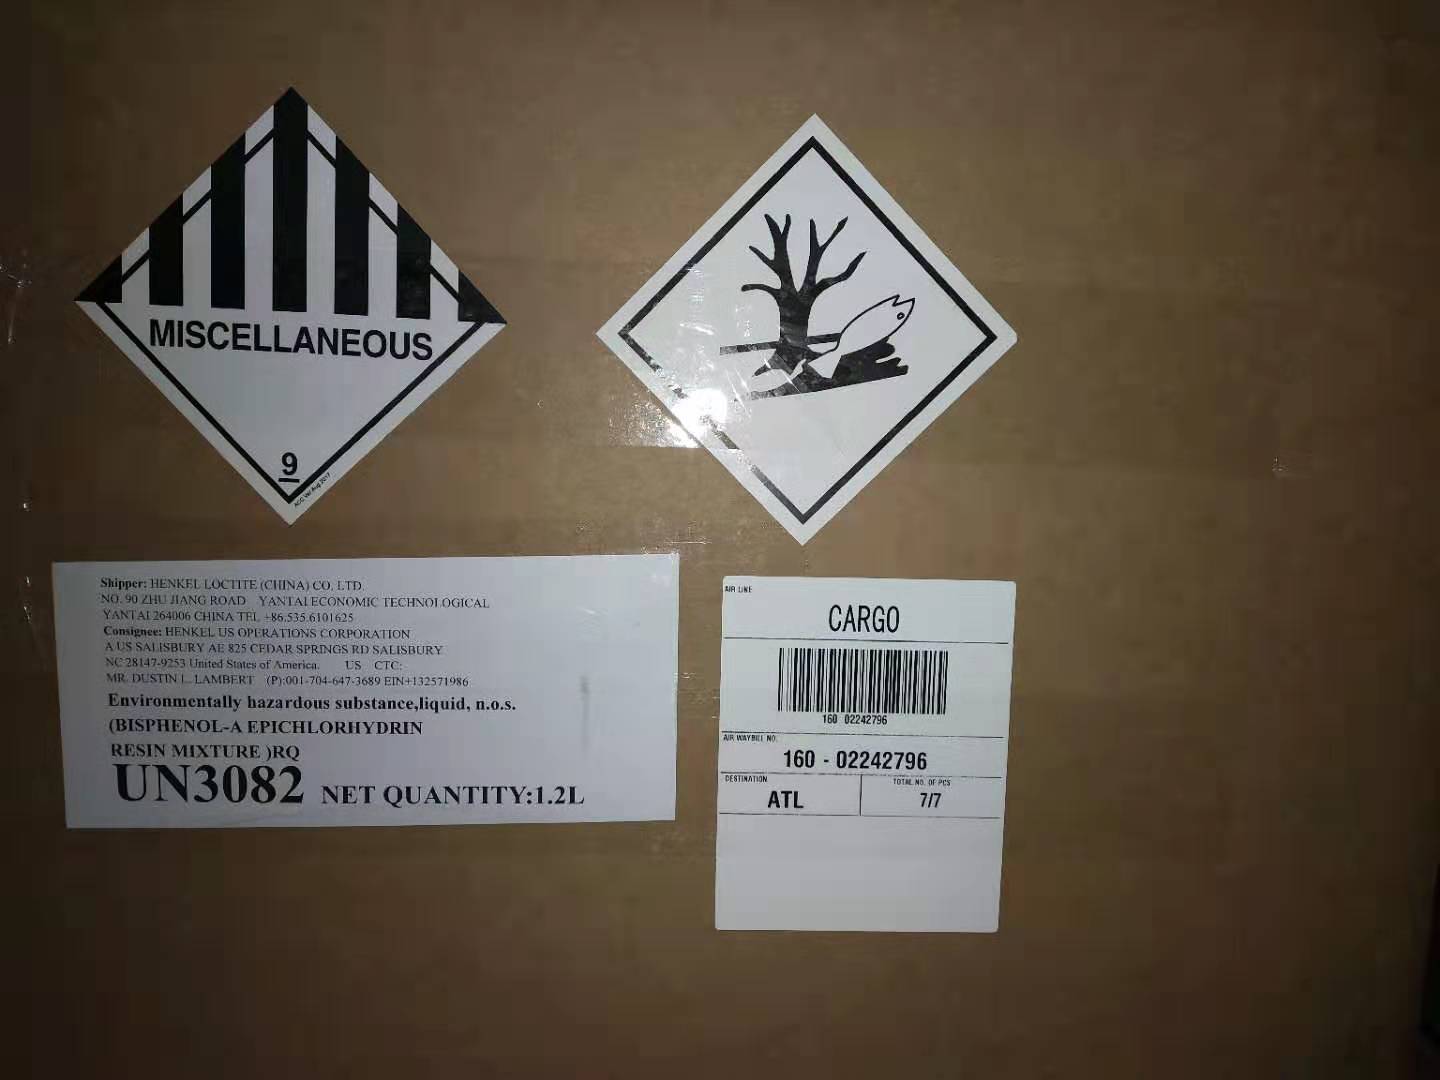 MISCELLANEOUS
9
Shipper: HENKEL LOCTITE (CHINA) CO. LTD.
NO. 90 ZHU JIANG ROAD YANTAI ECONOMIC TECHNOLOGICAL
YANTAI 264006 CHINA TEL +86.535.6101625
Consignee: HENKEL US OPERATIONS CORPORATION
A US SALISBURY AE 825 CEDAR SPRINGS RD SALISBURY
NC 28147-9253 United States of America. US CTC:
MR. DUSTIN L. LAMBERT (P):001-704-647-3689 EIN+132571986
Environmentally hazardous substance,liquid, n.o.s.
(BISPHENOL-A EPICHLORHYDRIN
RESIN MIXTURE )RQ
UN3082 NET QUANTITY:1.2L
AIR LINE
CARGO
160 02242796
AIR WAYBILL NO.
160 - 02242796
DESTINATION TOTAL NO. OF PCS
ATL 7/7